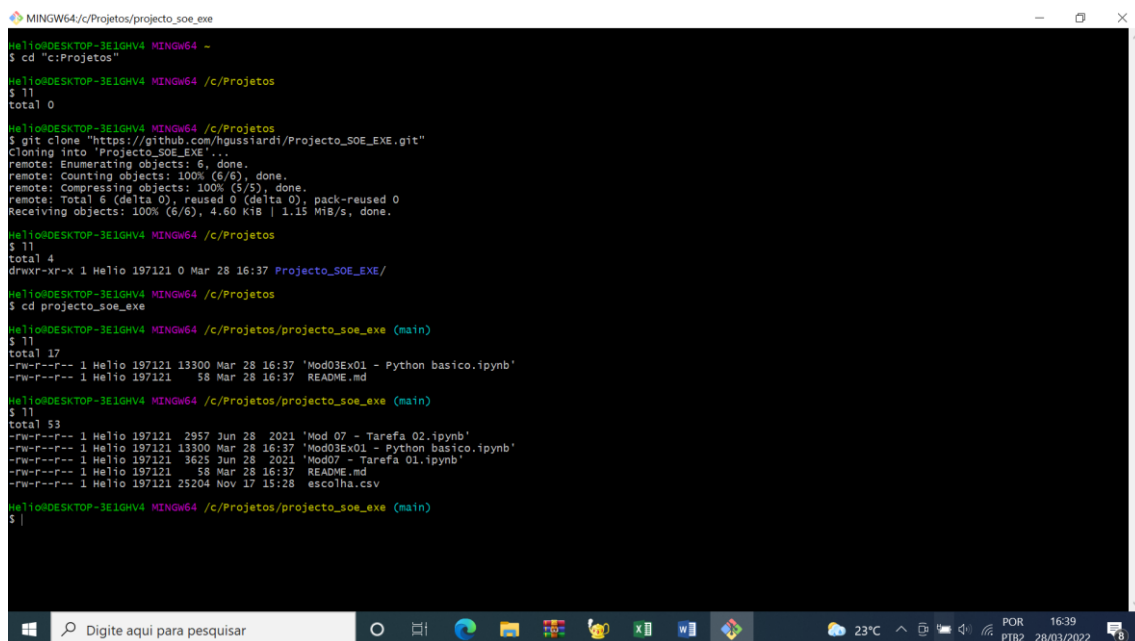 MINGW64:/c/Projetos/projecto_soe_exe
Helio@DESKTOP-3E1GHV4 MINGW64 ~
$ cd "c:Projetos"
Helio@DESKTOP-3E1GHV4 MINGW64 /c/Projetos
$ ll
total 0
Helio@DESKTOP-3E1GHV4 MINGW64 /c/Projetos
$ git clone "https://github.com/hgussiardi/Projecto_SOE_EXE.git"
Cloning into 'Projecto_SOE_EXE'...
remote: Enumerating objects: 6, done.
remote: Counting objects: 100% (6/6), done.
remote: Compressing objects: 100% (5/5), done.
remote: Total 6 (delta 0), reused 0 (delta 0), pack-reused 0
Receiving objects: 100% (6/6), 4.60 KiB | 1.15 MiB/s, done.
Helio@DESKTOP-3E1GHV4 MINGW64 /c/Projetos
$ ll
total 4
drwxr-xr-x 1 Helio 197121 0 Mar 28 16:37 Projecto_SOE_EXE/
Helio@DESKTOP-3E1GHV4 MINGW64 /c/Projetos
$ cd projecto_soe_exe
Helio@DESKTOP-3E1GHV4 MINGW64 /c/Projetos/projecto_soe_exe (main)
$ ll
total 17
-rw-r--r-- 1 Helio 197121 13300 Mar 28 16:37 'Mod03Ex01 - Python basico.ipynb'
-rw-r--r-- 1 Helio 197121    58 Mar 28 16:37  README.md
Helio@DESKTOP-3E1GHV4 MINGW64 /c/Projetos/projecto_soe_exe (main)
$ ll
total 53
-rw-r--r-- 1 Helio 197121  2957 Jun 28  2021 'Mod 07 - Tarefa 02.ipynb'
-rw-r--r-- 1 Helio 197121 13300 Mar 28 16:37 'Mod03Ex01 - Python basico.ipynb'
-rw-r--r-- 1 Helio 197121  3625 Jun 28  2021 'Mod07 - Tarefa 01.ipynb'
-rw-r--r-- 1 Helio 197121    58 Mar 28 16:37  README.md
-rw-r--r-- 1 Helio 197121 25204 Nov 17 15:28  escolha.csv
Helio@DESKTOP-3E1GHV4 MINGW64 /c/Projetos/projecto_soe_exe (main)
$
Digite aqui para pesquisar
23°C
POR
PTB2
16:39
28/03/2022